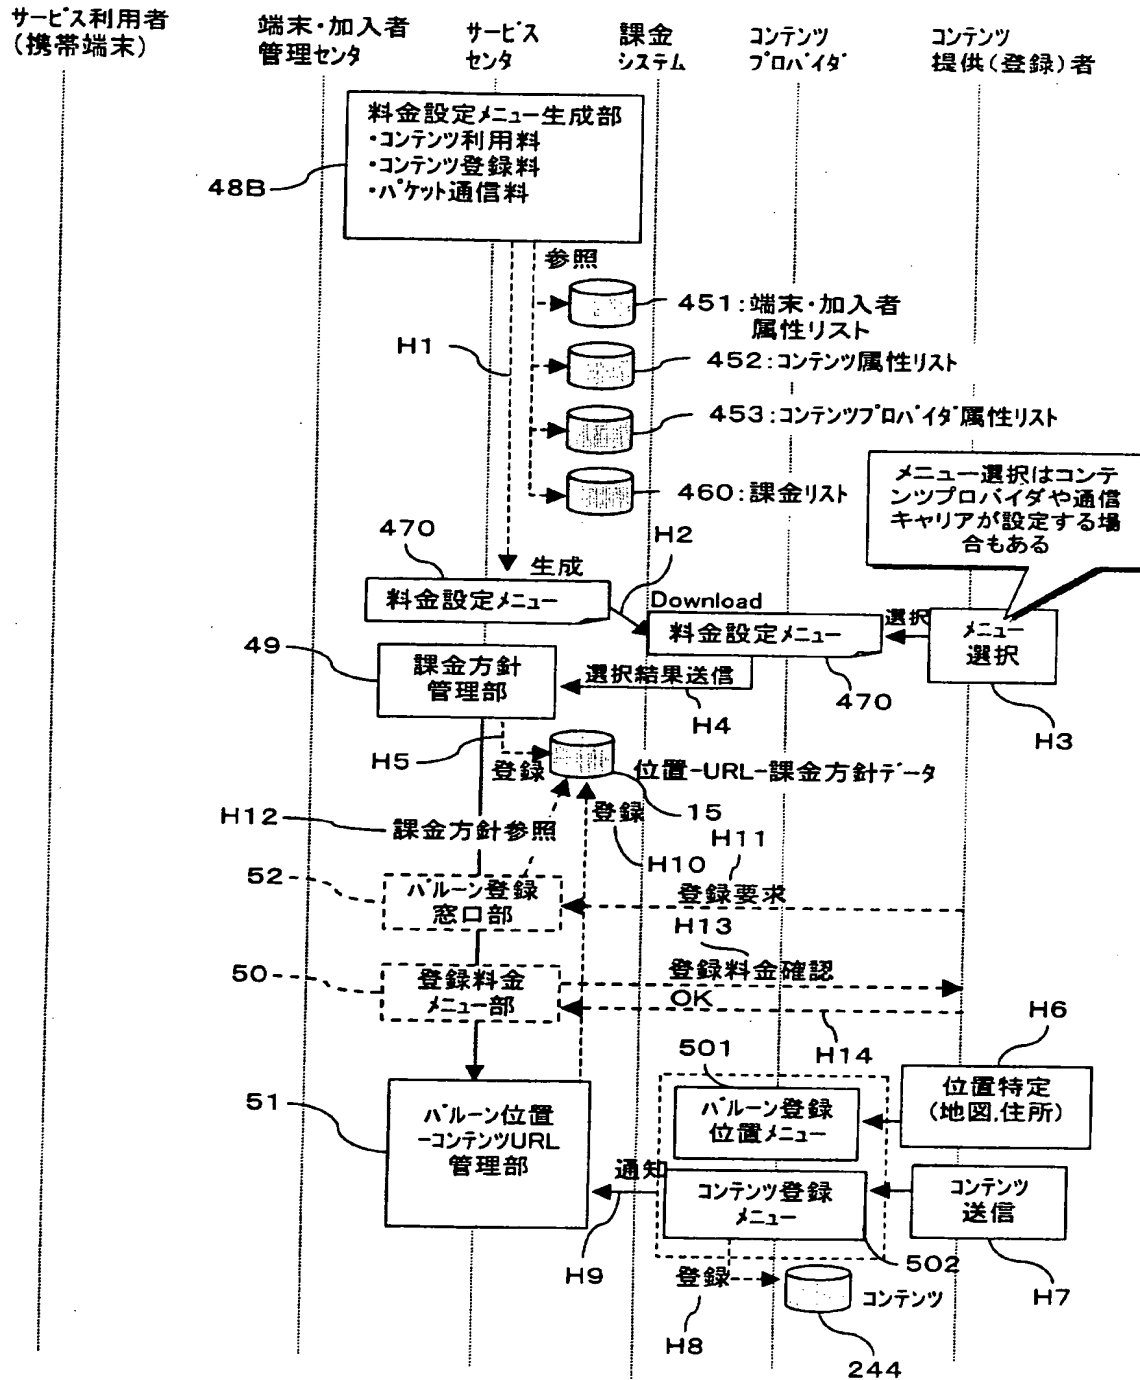 サービス利用者
(携帯端末)
端末・加入者
管理センタ
サービス
センタ
課金
システム
コンテンツ
プロバイダ
コンテンツ
提供(登録)者
料金設定メニュー生成部
・コンテンツ利用料
・コンテンツ登録料
・パケット通信料
48B
参照
451:端末・加入者
属性リスト
H1
452:コンテンツ属性リスト
453:コンテンツプロバイダ属性リスト
460:課金リスト
メニュー選択はコンテ
ンツプロバイダや通信
キャリアが設定する場
合もある
470
H2
生成
料金設定メニュー
Download
料金設定メニュー
選択
メニュー
選択
49
課金方針
管理部
選択結果送信
H4
470
H3
H5
登録
位置-URL-課金方針データ
15
H12
課金方針参照
登録
H10
H11
52
バルーン登録
窓口部
登録要求
H13
50
登録料金
メニュー部
登録料金確認
OK
H14
H6
501
51
バルーン位置
-コンテンツURL
管理部
バルーン登録
位置メニュー
位置特定
(地図,住所)
通知
コンテンツ登録
メニュー
コンテンツ
送信
H9
502
登録
H8
コンテンツ
H7
244